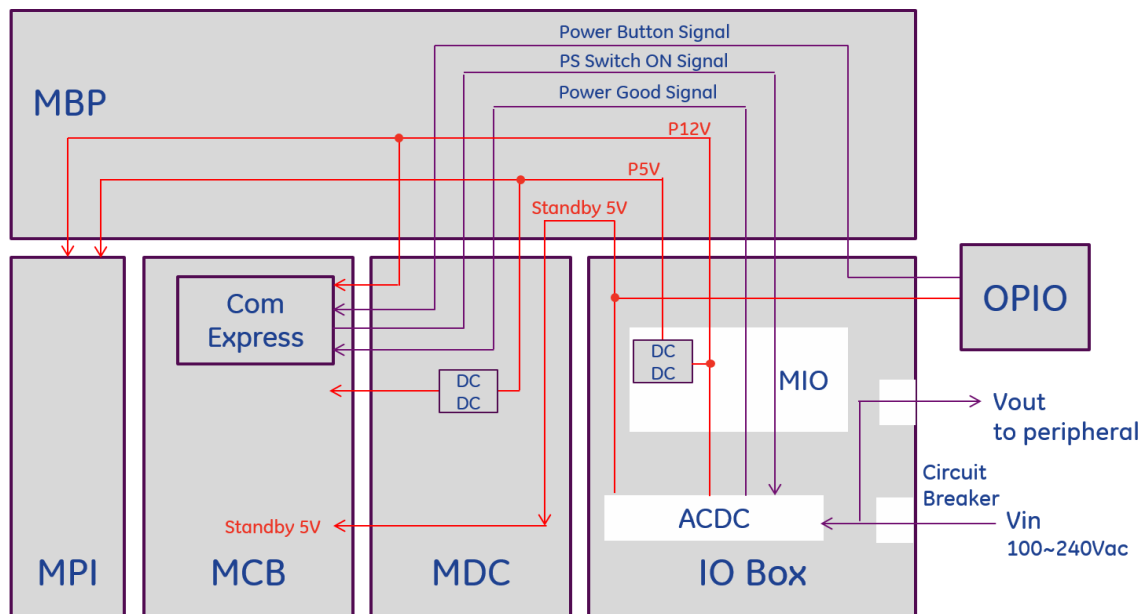 Power Button Signal
PS Switch ON Signal
Power Good Signal
MBP
P12V
P5V
Standby 5V
OPIO
Com
Express
DC
DC
MIO
DC
DC
Vout
to peripheral
Circuit
Breaker
ACDC
Vin
100~240Vac
Standby 5V
MPI
MCB
MDC
IO Box